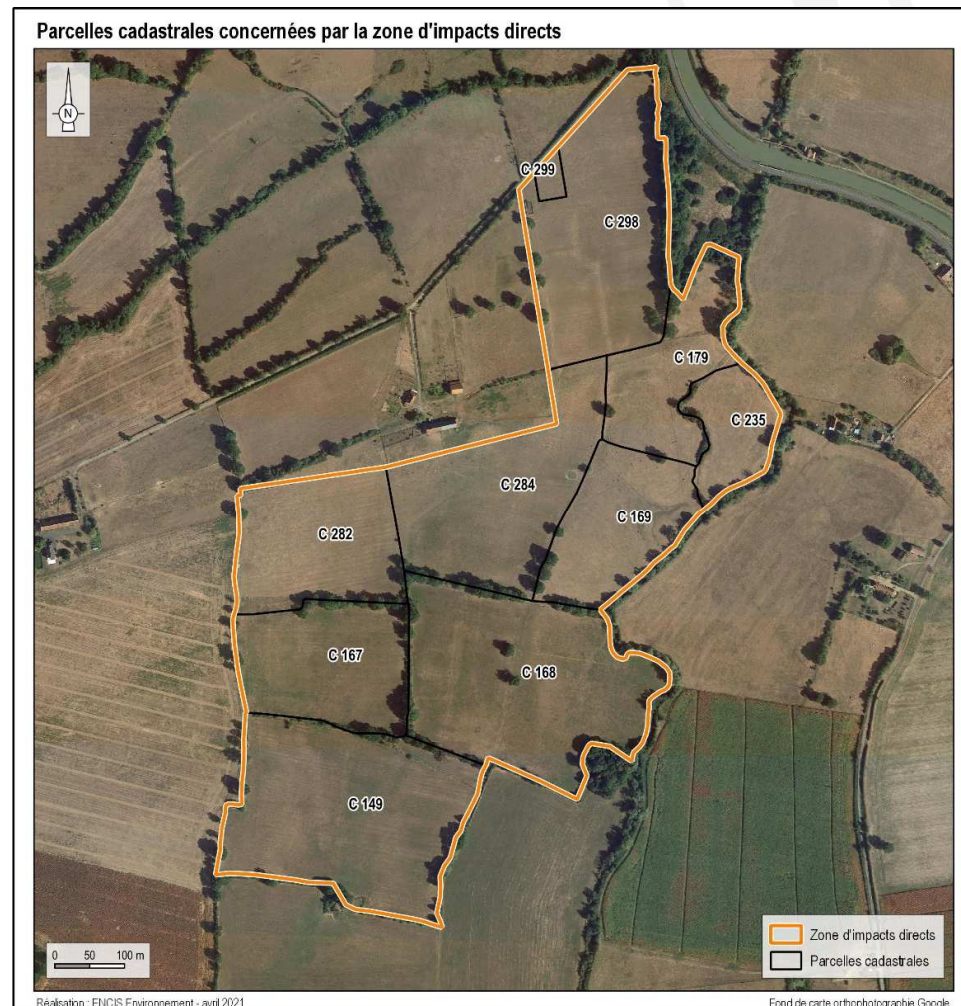 Parcelles cadastrales concernées par la zone d'impacts directs
N
C 299
C 298
C 179
C 235
C 284
C 169
C 282
C 167
C 168
C 149
0 50 100 m
Zone d'impacts directs
Parcelles cadastrales
Réalisation : ENCIS Environnement - avril 2021
Fond de carte orthophotographie Google